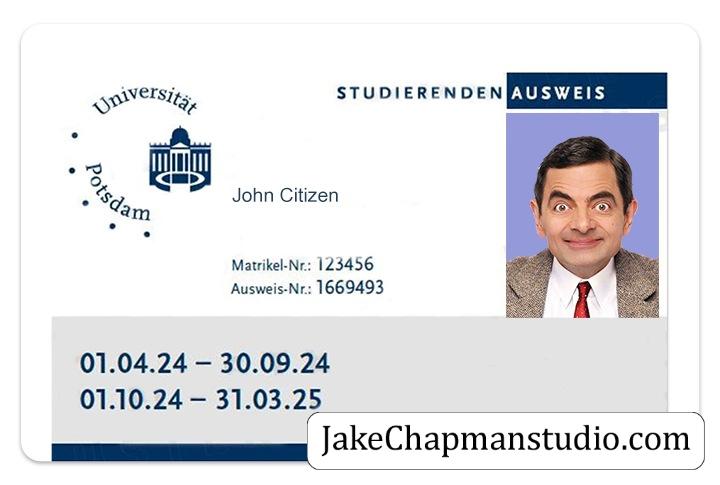 Universität
Potsdam
STUDIERENDENAUSWEIS
John Citizen
Matrikel-Nr.: 123456
Ausweis-Nr.: 1669493
01.04.24 – 30.09.24
01.10.24 – 31.03.25
JakeChapmanstudio.com